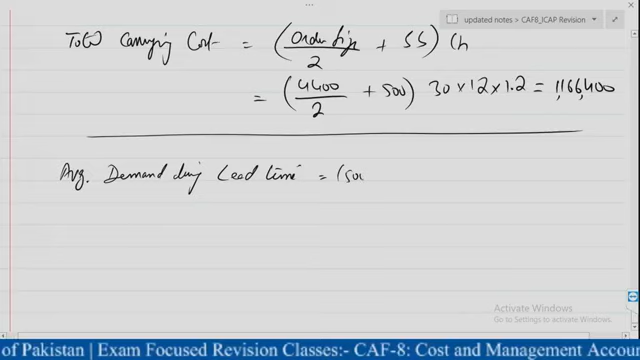 updated notes > CAF8_ICAP Revision
Total Carrying Cost = (Order Size / 2 + SS) Ch
= (4400 / 2 + 500) 30 × 12 × 1.2 = 1,166,400
Avg. Demand during Lead time = (500
Activate Windows
Go to Settings to activate Windows.
of Pakistan | Exam Focused Revision Classes:- CAF-8: Cost and Management Accoun